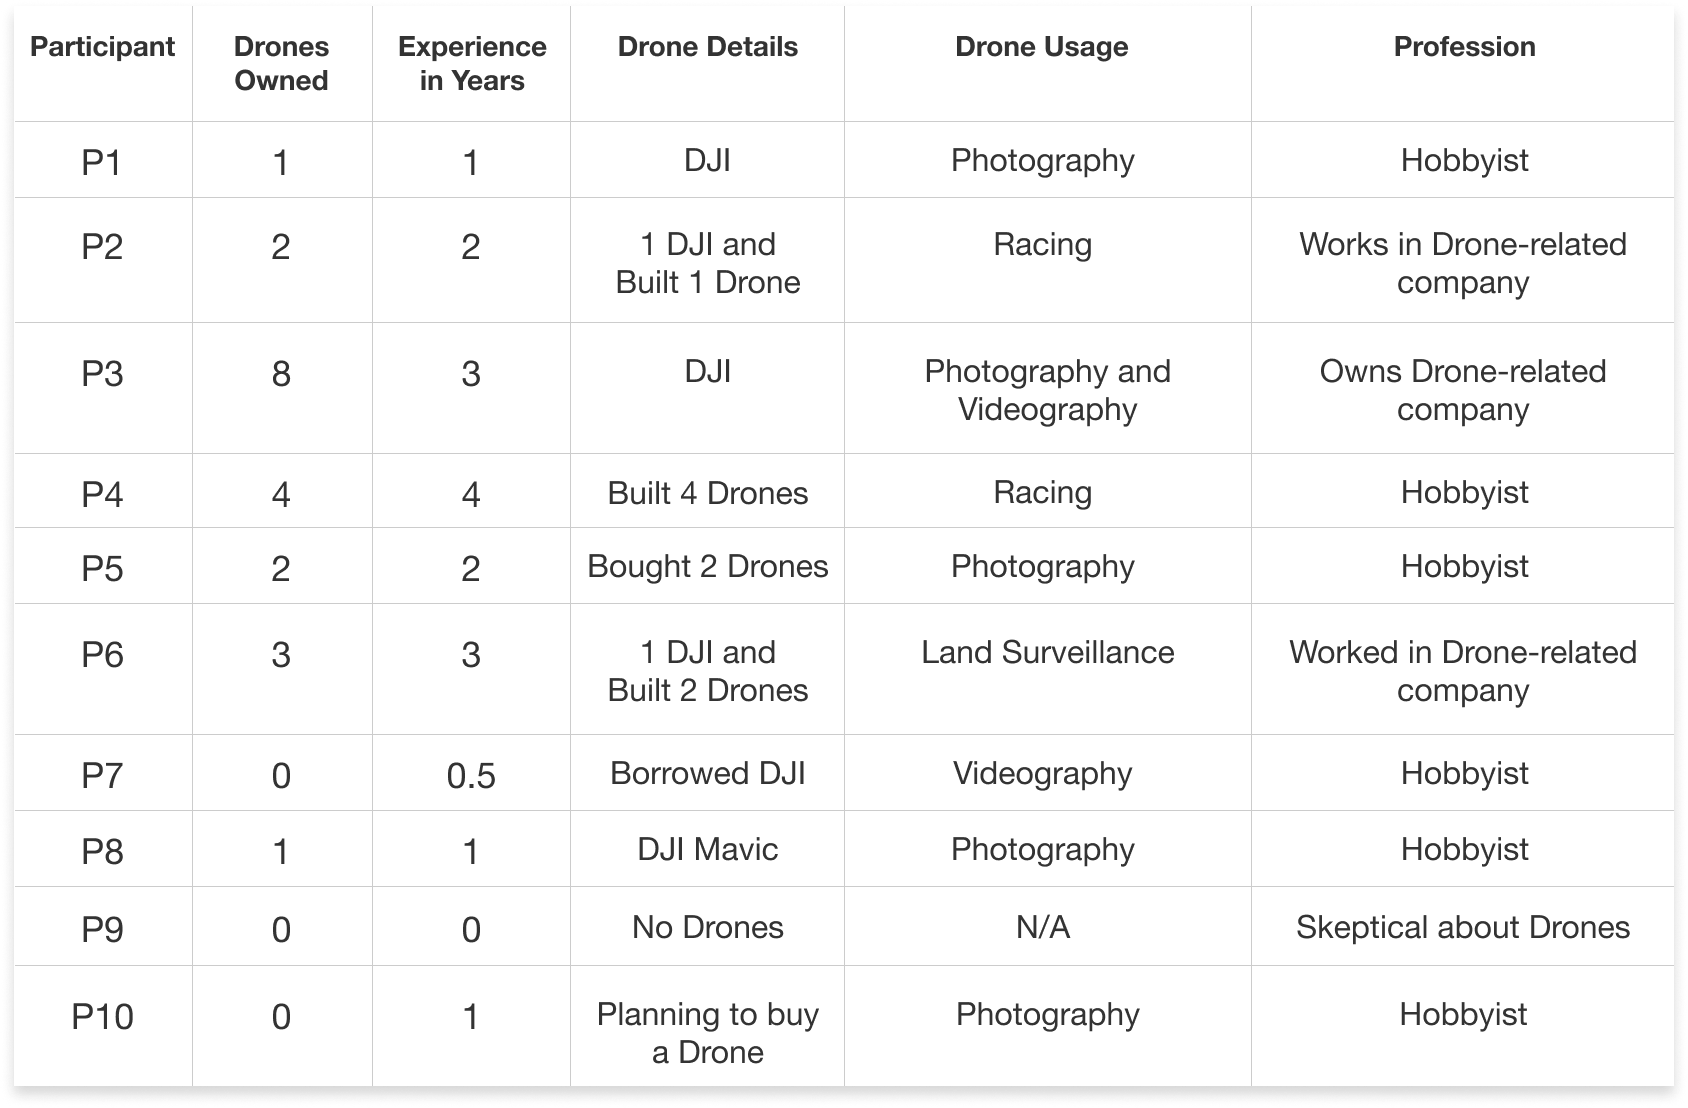 Participant Drones Owned Experience in Years Drone Details Drone Usage Profession
P1 1 1 DJI Photography Hobbyist
P2 2 2 1 DJI and Built 1 Drone Racing Works in Drone-related company
P3 8 3 DJI Photography and Videography Owns Drone-related company
P4 4 4 Built 4 Drones Racing Hobbyist
P5 2 2 Bought 2 Drones Photography Hobbyist
P6 3 3 1 DJI and Built 2 Drones Land Surveillance Worked in Drone-related company
P7 0 0.5 Borrowed DJI Videography Hobbyist
P8 1 1 DJI Mavic Photography Hobbyist
P9 0 0 No Drones N/A Skeptical about Drones
P10 0 1 Planning to buy a Drone Photography Hobbyist